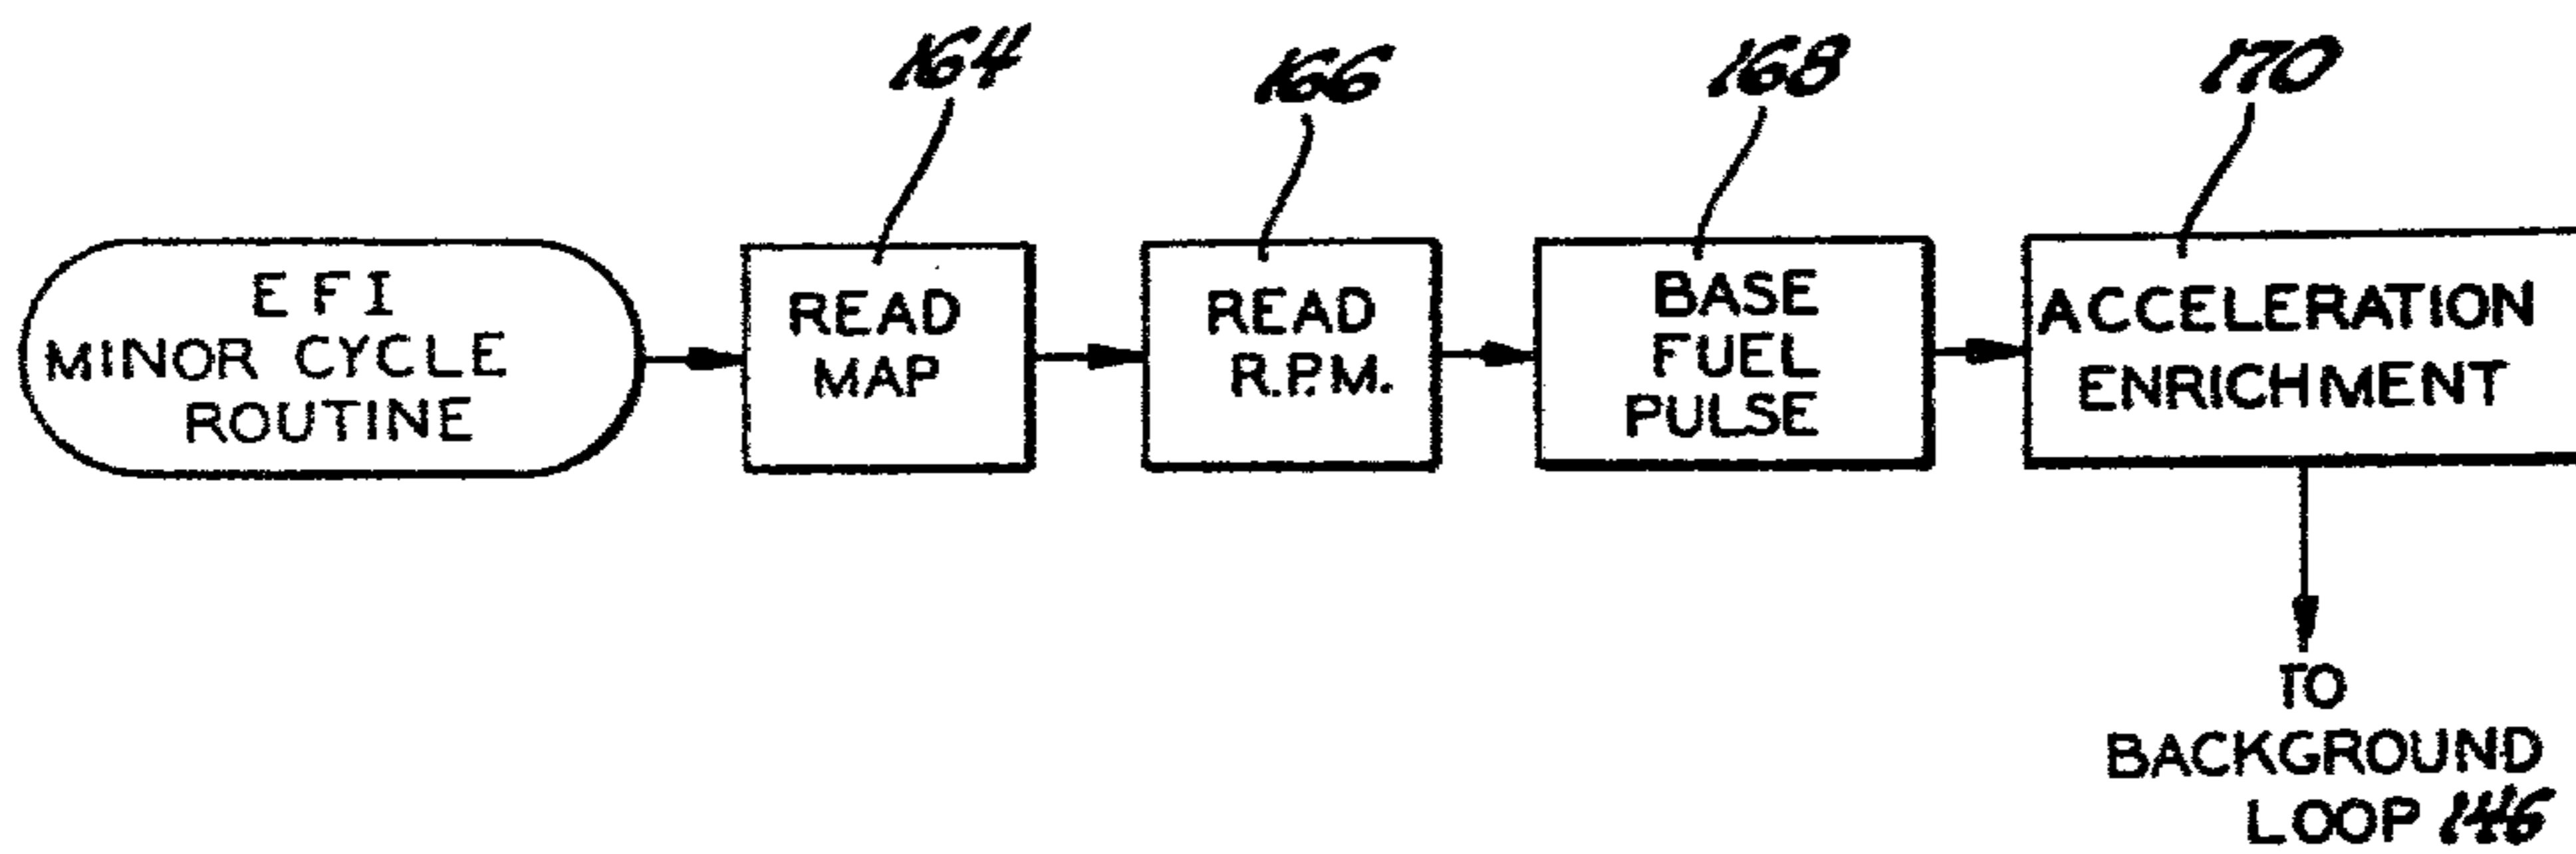 164
166
168
170
EFI
MINOR CYCLE
ROUTINE
READ
MAP
READ
R.P.M.
BASE
FUEL
PULSE
ACCELERATION
ENRICHMENT
TO
BACKGROUND
LOOP 146